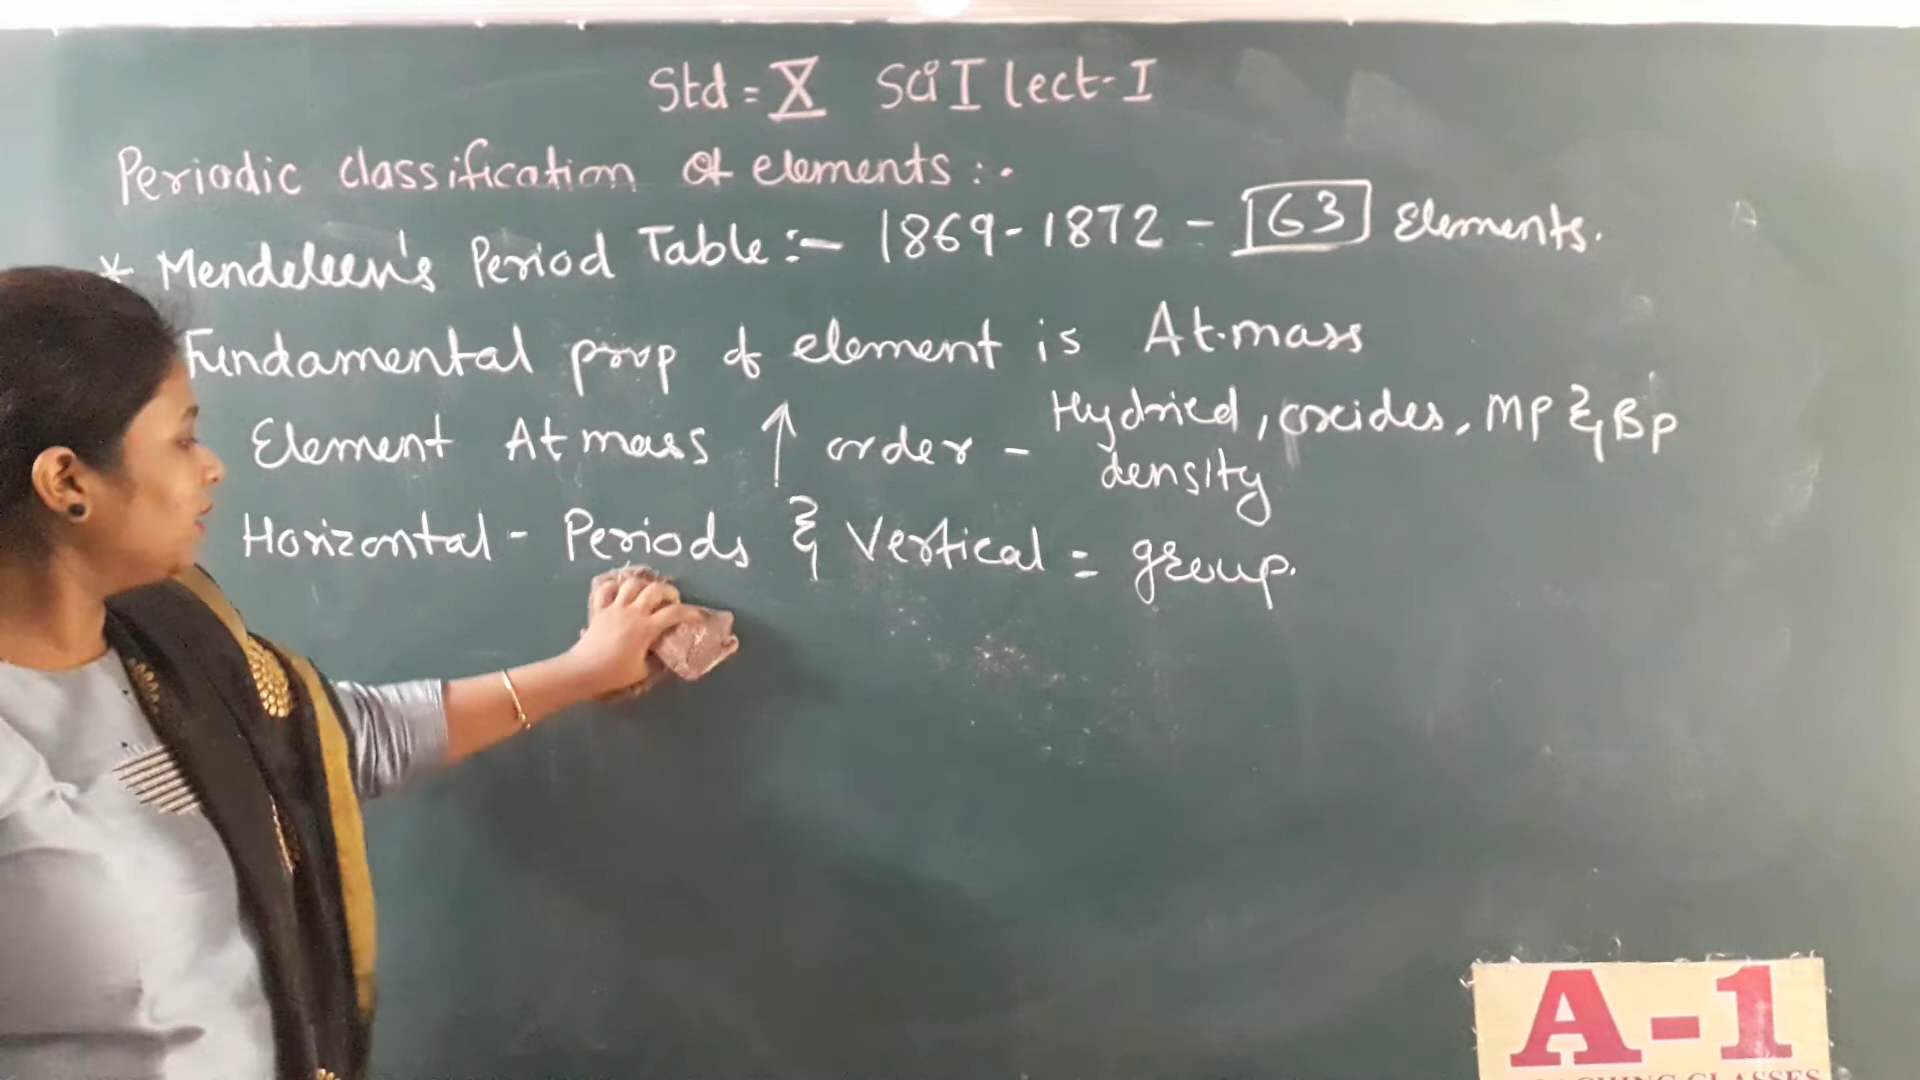 Std = X Sci I lect-I
Periodic classification of elements :-
* Mendeleev's Period Table :- 1869-1872 - 63 Elements.
Fundamental prop of element is At.mass
Element At mass ↑ order - Hydried, oxcides, MP & BP
density
Horizontal - Periods & Vertical = group.
A-1